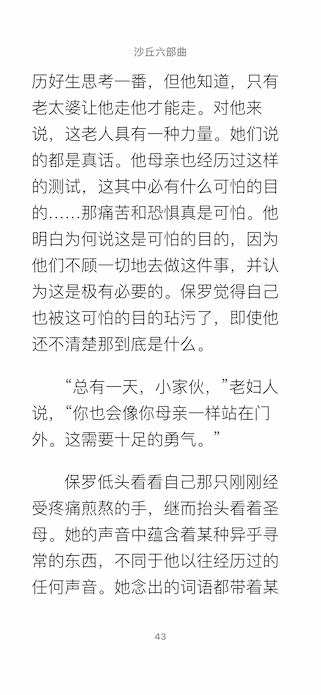 沙丘六部曲
历好生思考一番，但他知道，只有
老太婆让他走他才能走。对他来
说，这老人具有一种力量。她们说
的都是真话。他母亲也经历过这样
的测试，这其中必有什么可怕的目
的……那痛苦和恐惧真是可怕。他
明白为何说这是可怕的目的，因为
他们不顾一切地去做这件事，并认
为这是极有必要的。保罗觉得自己
也被这可怕的目的玷污了，即使他
还不清楚那到底是什么。
“总有一天，小家伙，”老妇人
说，“你也会像你母亲一样站在门
外。这需要十足的勇气。”
保罗低头看看自己那只刚刚经
受疼痛煎熬的手，继而抬头看着圣
母。她的声音中蕴含着某种异乎寻
常的东西，不同于他以往经历过的
任何声音。她念出的词语都带着某
43